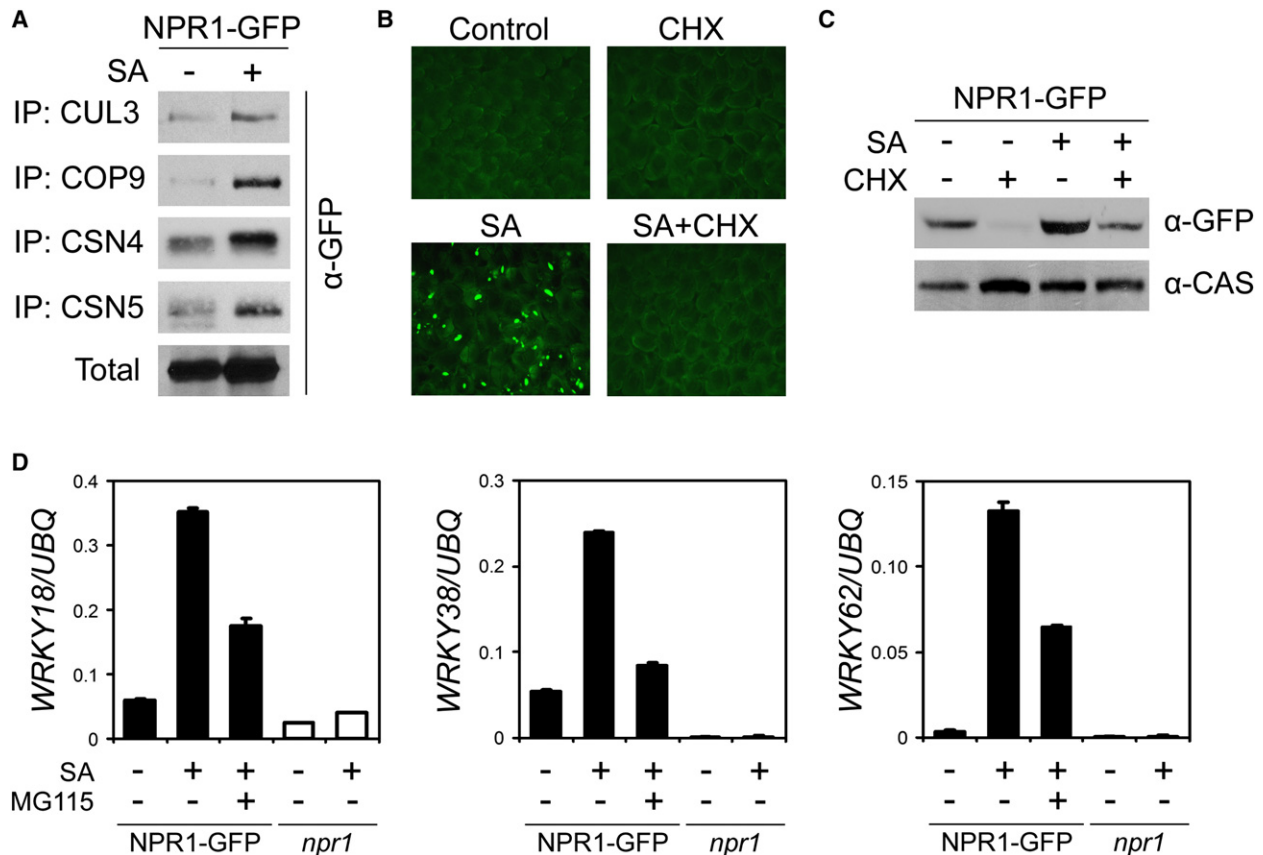 A
NPR1-GFP
SA - +
IP: CUL3
IP: COP9
IP: CSN4
IP: CSN5
Total
α-GFP
B
Control CHX
SA SA+CHX
C
NPR1-GFP
SA - - + +
CHX - + - +
α-GFP
α-CAS
D
WRKY18/UBQ
0.4
0.3
0.2
0.1
0
SA - + + - +
MG115 - - + - -
NPR1-GFP npr1
WRKY38/UBQ
0.3
0.2
0.1
0
- + + - +
- - + - -
NPR1-GFP npr1
WRKY62/UBQ
0.15
0.10
0.05
0
- + + - +
- - + - -
NPR1-GFP npr1